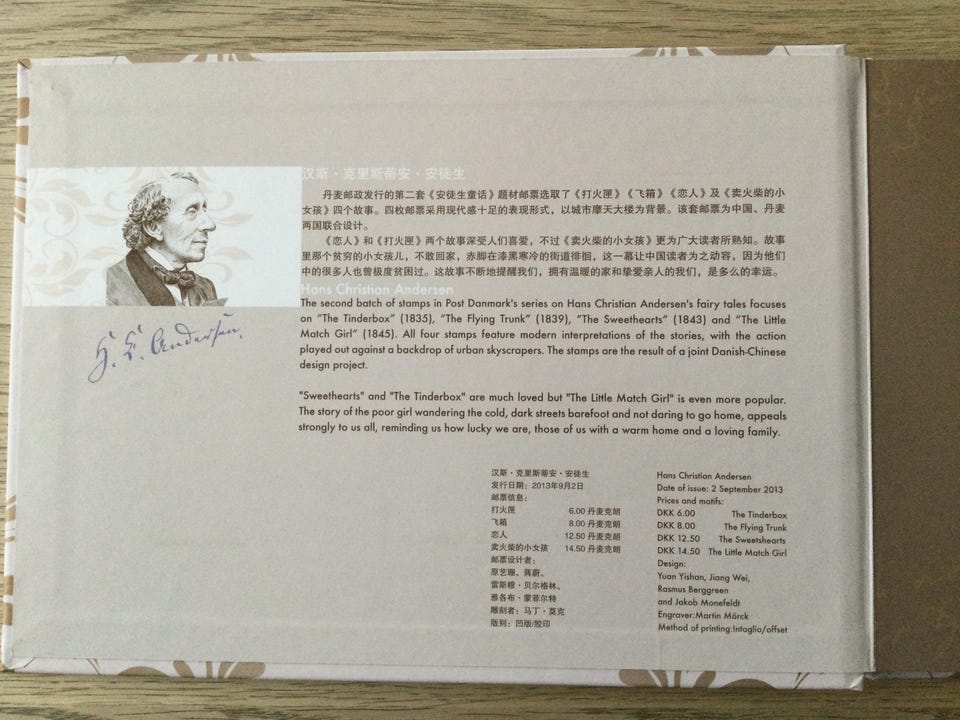 汉斯·克里斯蒂安·安徒生
丹麦邮政发行的第二套《安徒生童话》题材邮票选取了《打火匣》《飞箱》《恋人》及《卖火柴的小
女孩》四个故事。四枚邮票采用现代感十足的表现形式，以城市摩天大楼为背景。该套邮票为中国、丹麦
两国联合设计。
《恋人》和《打火匣》两个故事深受人们喜爱，不过《卖火柴的小女孩》更为广大读者所熟知。故事
里那个贫穷的小女孩儿，不敢回家，赤脚在漆黑寒冷的街道徘徊，这一幕让中国读者为之动容，因为他们
中的很多人也曾极度贫困过。这故事不断地提醒我们，拥有温暖的家和挚爱亲人的我们，是多么的幸运。
Hans Christian Andersen
The second batch of stamps in Post Danmark's series on Hans Christian Andersen's fairy tales focuses
on “The Tinderbox” (1835), “The Flying Trunk” (1839), “The Sweethearts” (1843) and “The Little
Match Girl” (1845). All four stamps feature modern interpretations of the stories, with the action
played out against a backdrop of urban skyscrapers. The stamps are the result of a joint Danish-Chinese
design project.
"Sweethearts" and "The Tinderbox" are much loved but "The Little Match Girl" is even more popular.
The story of the poor girl wandering the cold, dark streets barefoot and not daring to go home, appeals
strongly to us all, reminding us how lucky we are, those of us with a warm home and a loving family.
H. C. Andersen.
汉斯·克里斯蒂安·安徒生
发行日期：2013年9月2日
邮票信息：
打火匣 6.00 丹麦克朗
飞箱 8.00 丹麦克朗
恋人 12.50 丹麦克朗
卖火柴的小女孩 14.50 丹麦克朗
邮票设计者：
原艺珊、蒋蔚、
雷斯穆·贝尔格林、
雅各布·蒙菲尔特
雕刻者：马丁·莫克
版别：凹版/胶印
Hans Christian Andersen
Date of issue: 2 September 2013
Prices and motifs:
DKK 6.00 The Tinderbox
DKK 8.00 The Flying Trunk
DKK 12.50 The Sweetshearts
DKK 14.50 The Little Match Girl
Design:
Yuan Yishan, Jiang Wei,
Rasmus Berggreen
and Jakob Monefeldt
Engraver:Martin Mörck
Method of printing:Intaglio/offset